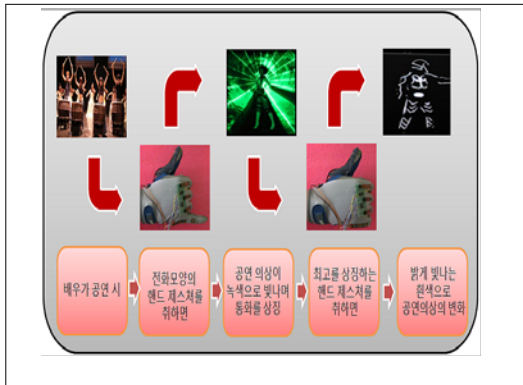 배우가 공연 시
전화모양의
핸드 제스쳐를
취하면
공연 의상이
녹색으로 빛나며
통화를 상징
최고를 상징하는
핸드 제스쳐를
취하면
밝게 빛나는
흰색으로
공연의상의 변화